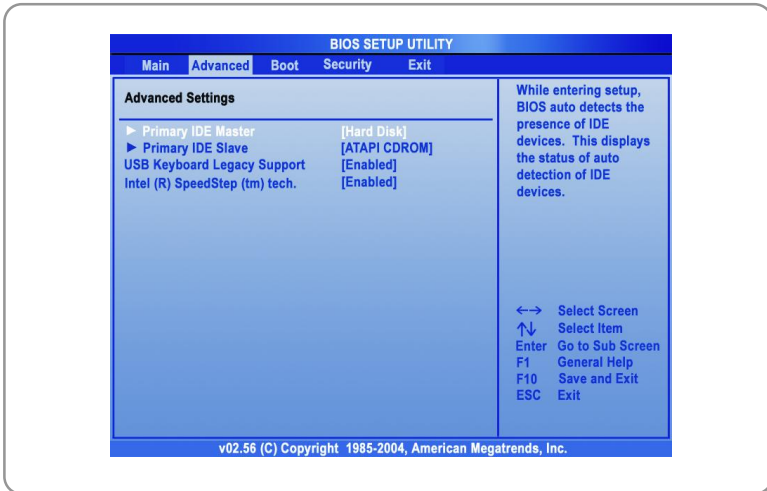 BIOS SETUP UTILITY
Main Advanced Boot Security Exit
Advanced Settings
► Primary IDE Master [Hard Disk]
► Primary IDE Slave [ATAPI CDROM]
USB Keyboard Legacy Support [Enabled]
Intel (R) SpeedStep (tm) tech. [Enabled]
While entering setup,
BIOS auto detects the
presence of IDE
devices. This displays
the status of auto
detection of IDE
devices.
←→ Select Screen
↑↓ Select Item
Enter Go to Sub Screen
F1 General Help
F10 Save and Exit
ESC Exit
v02.56 (C) Copyright 1985-2004, American Megatrends, Inc.